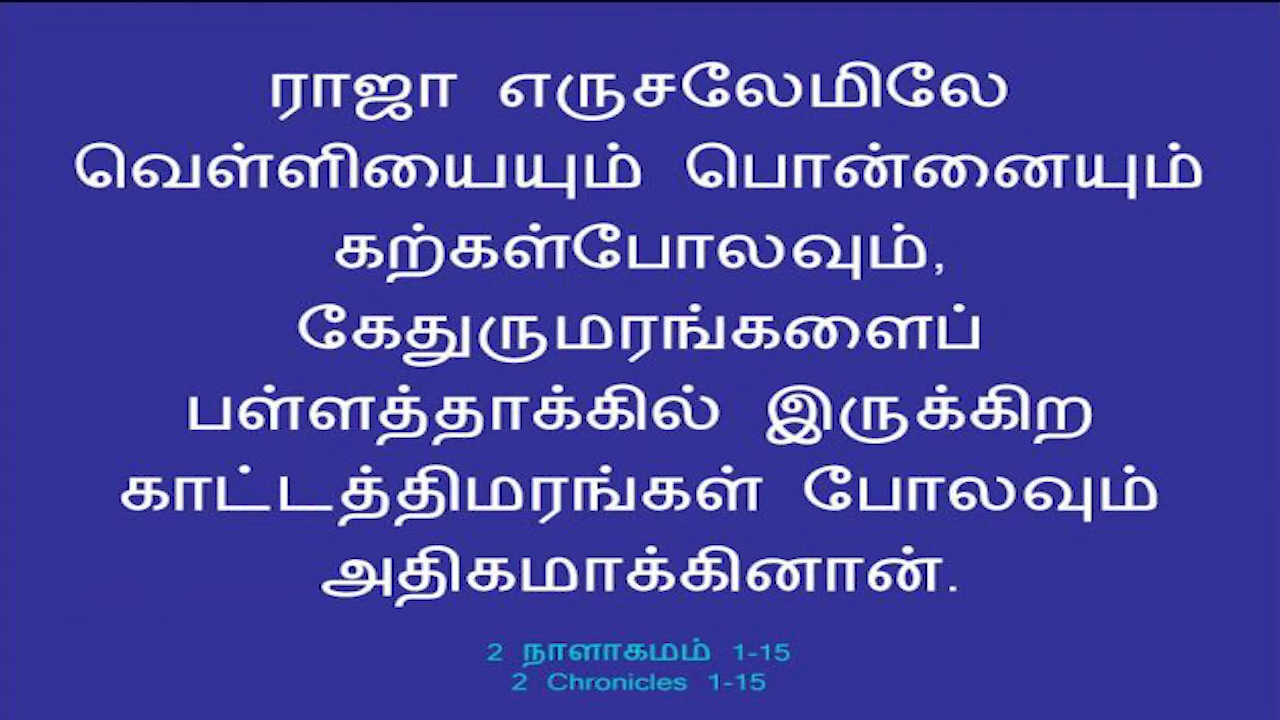 ராஜா எருசலேமிலே
வெள்ளியையும் பொன்னையும்
கற்கள்போலவும்,
கேதுருமரங்களைப்
பள்ளத்தாக்கில் இருக்கிற
காட்டத்திமரங்கள் போலவும்
அதிகமாக்கினான்.
2 நாளாகமம் 1-15
2 Chronicles 1-15